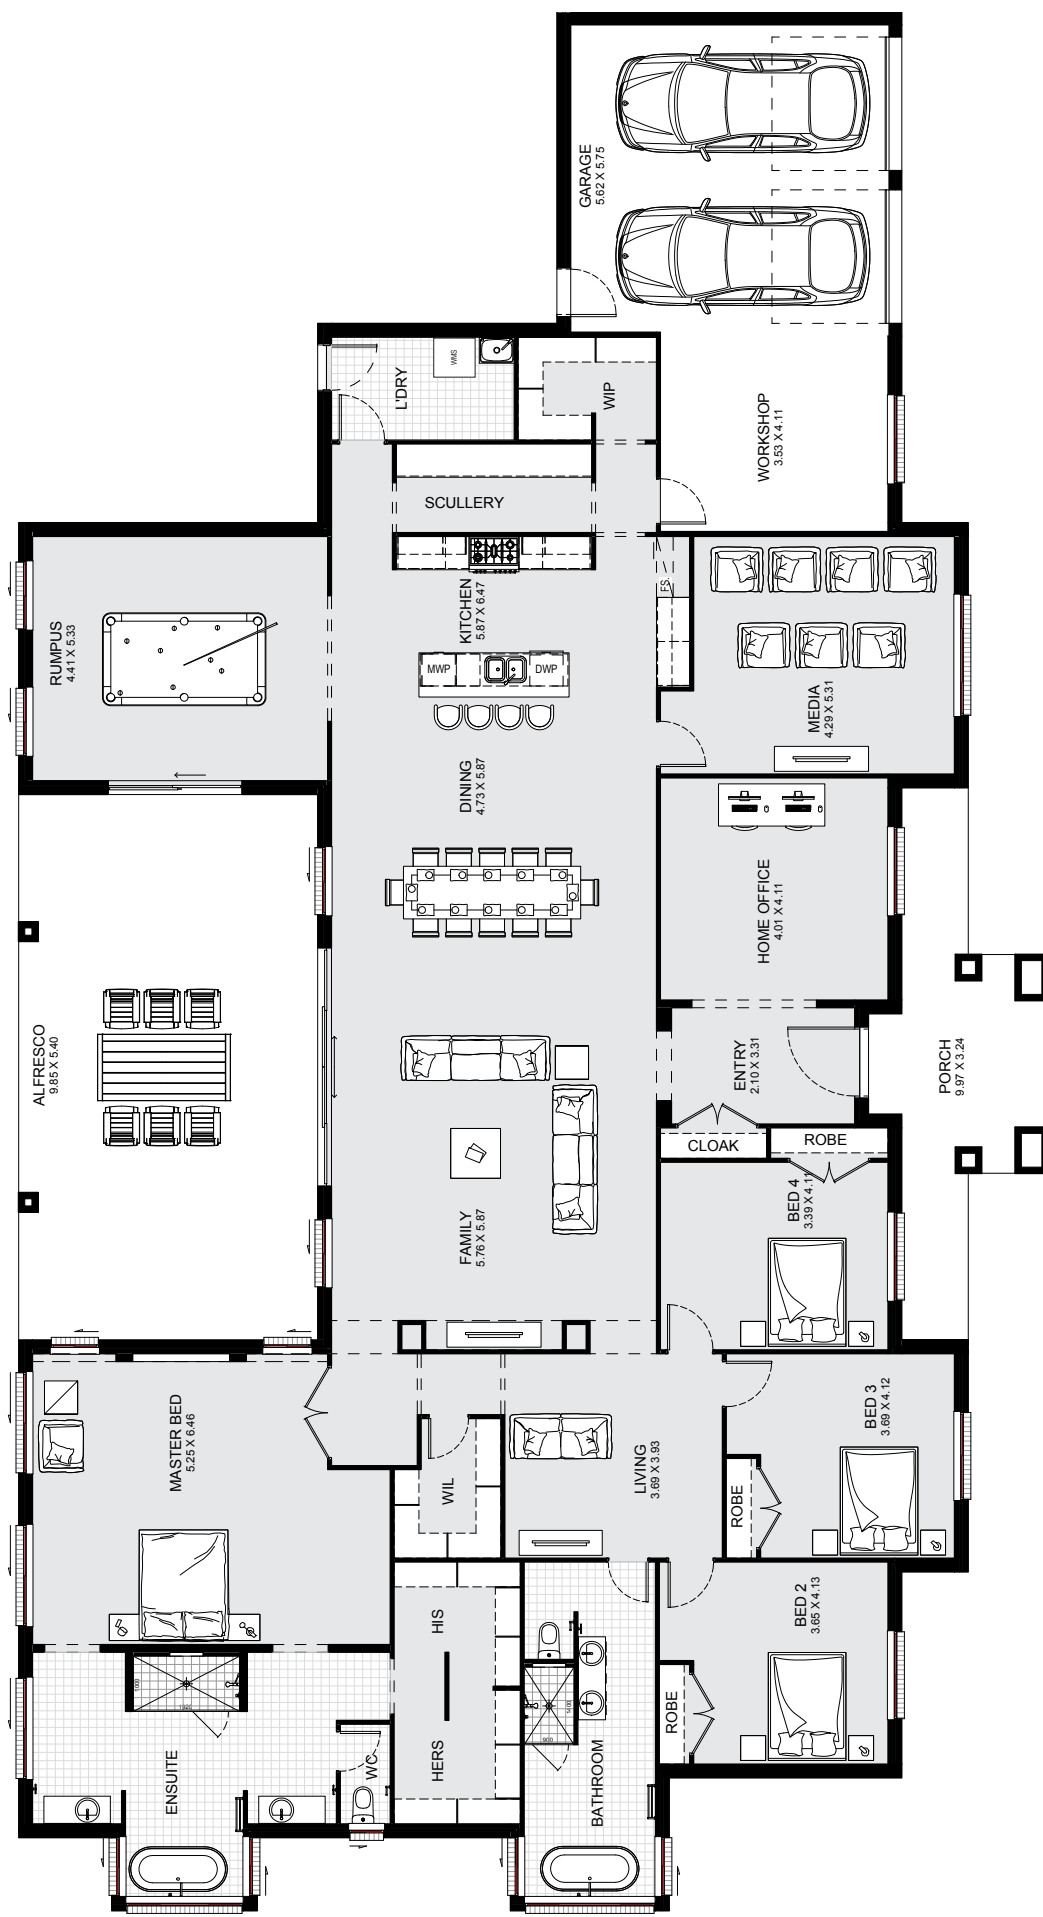 GARAGE
5.62 X 5.75
L'DRY
WMS
WIP
WORKSHOP
3.53 X 4.11
SCULLERY
KITCHEN
5.87 X 6.47
FS
RUMPUS
4.41 X 5.33
MWP
DWP
MEDIA
4.29 X 5.31
DINING
4.73 X 5.87
HOME OFFICE
4.01 X 4.11
ALFRESCO
9.85 X 5.40
ENTRY
2.10 X 3.31
PORCH
9.97 X 3.24
CLOAK
ROBE
BED 4
3.39 X 4.11
FAMILY
5.76 X 5.87
MASTER BED
5.25 X 6.46
BED 3
3.69 X 4.12
WIL
LIVING
3.69 X 3.93
ROBE
HIS
BED 2
3.65 X 4.13
1000
1520
ROBE
1400
900
HERS
WC
ENSUITE
BATHROOM